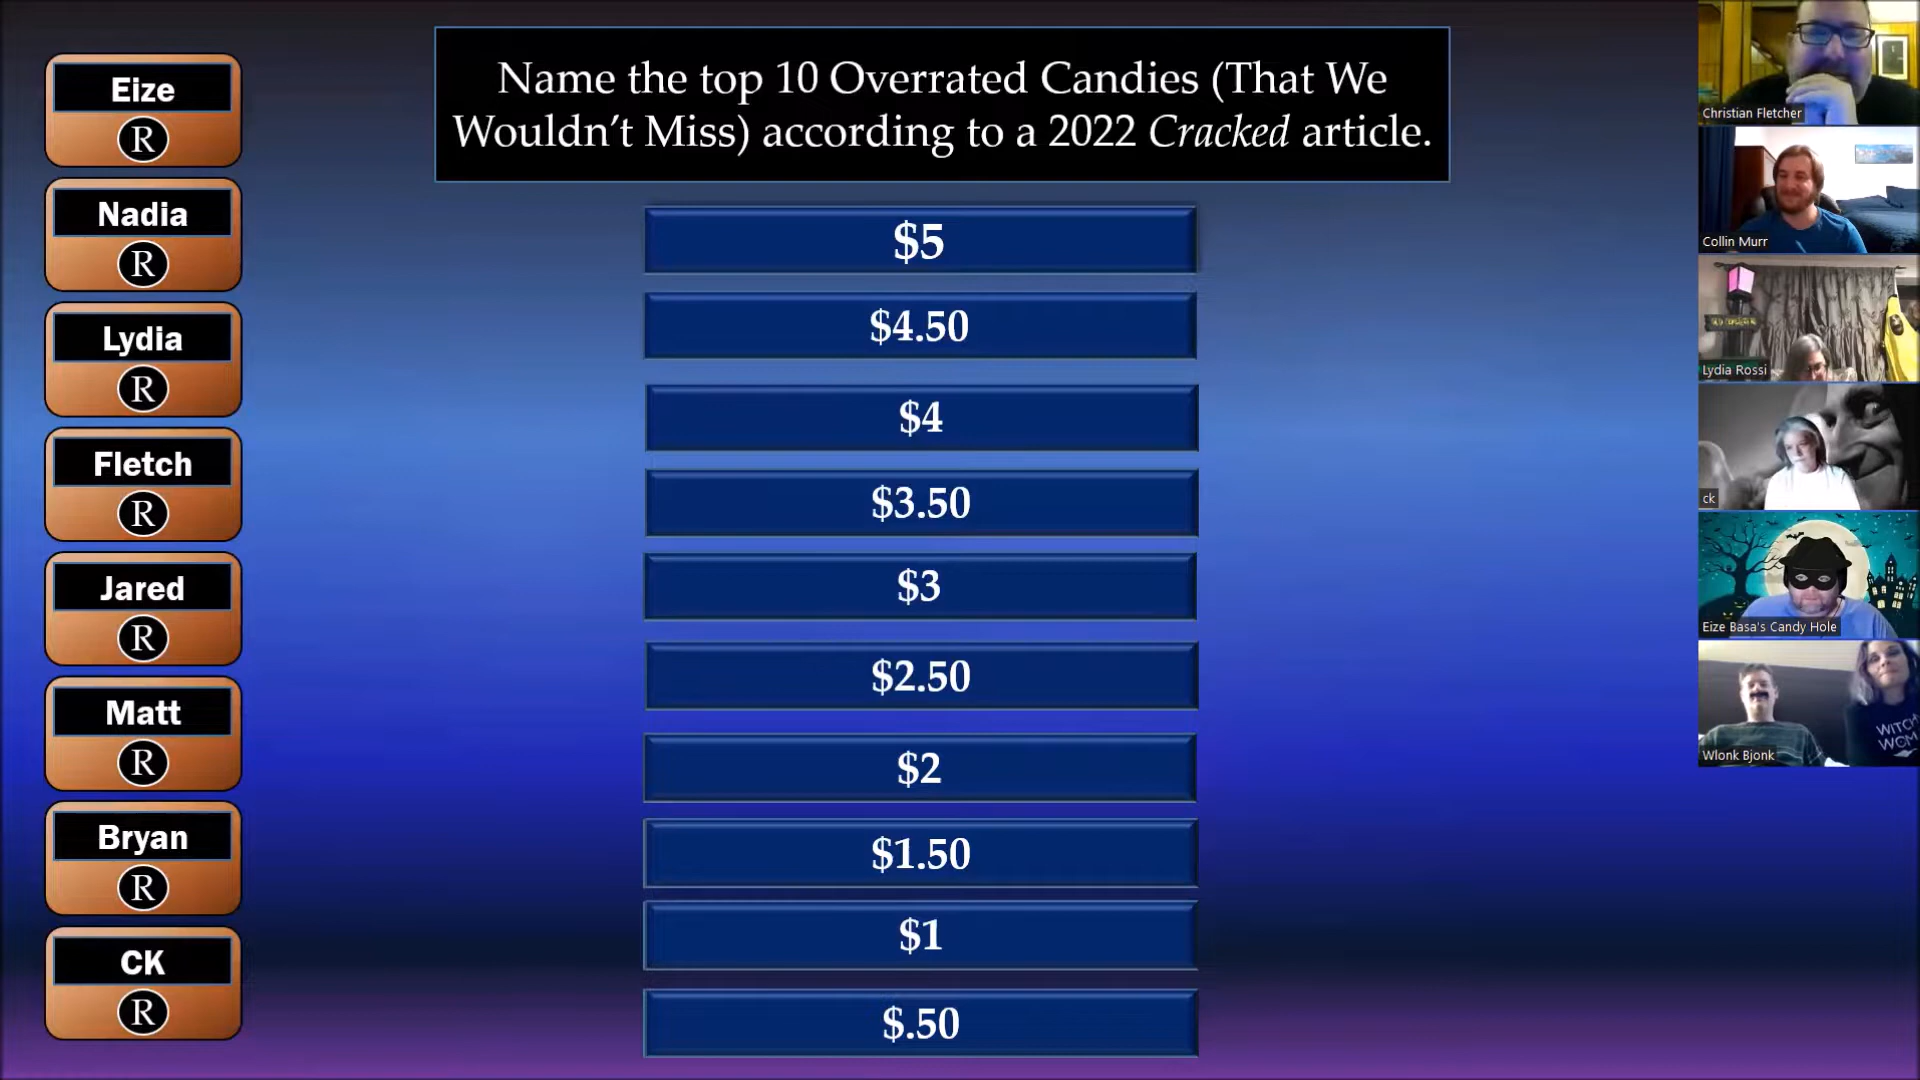 Name the top 10 Overrated Candies (That We
Wouldn't Miss) according to a 2022 Cracked article.
Eize
R
Nadia
R
Lydia
R
Fletch
R
Jared
R
Matt
R
Bryan
R
CK
R
$5
$4.50
$4
$3.50
$3
$2.50
$2
$1.50
$1
$.50
Christian Fletcher
Collin Murr
Lydia Rossi
ck
Eize Basa's Candy Hole
WITCH
WOM
Wlonk Bjonk